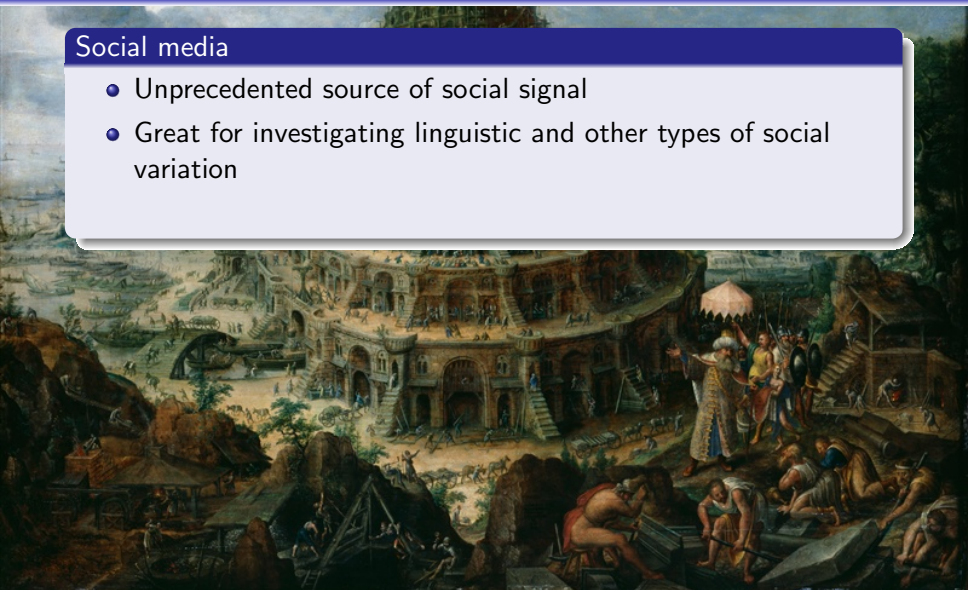 Social media
Unprecedented source of social signal
Great for investigating linguistic and other types of social
variation